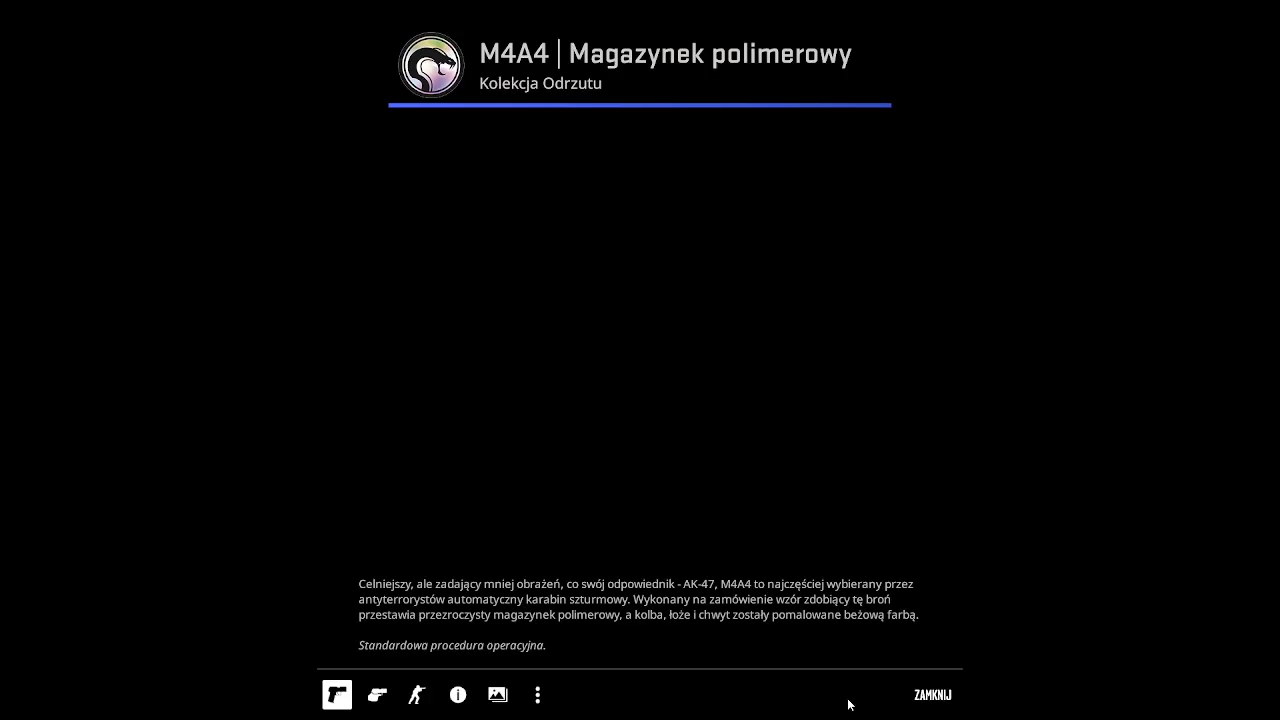 M4A4 | Magazynek polimerowy
Kolekcja Odrzutu
Celniejszy, ale zadający mniej obrażeń, co swój odpowiednik - AK-47, M4A4 to najczęściej wybierany przez
antyterrorystów automatyczny karabin szturmowy. Wykonany na zamówienie wzór zdobiący tę broń
przestawia przezroczysty magazynek polimerowy, a kolba, łoże i chwyt zostały pomalowane beżową farbą.
Standardowa procedura operacyjna.
ZAMKNIJ